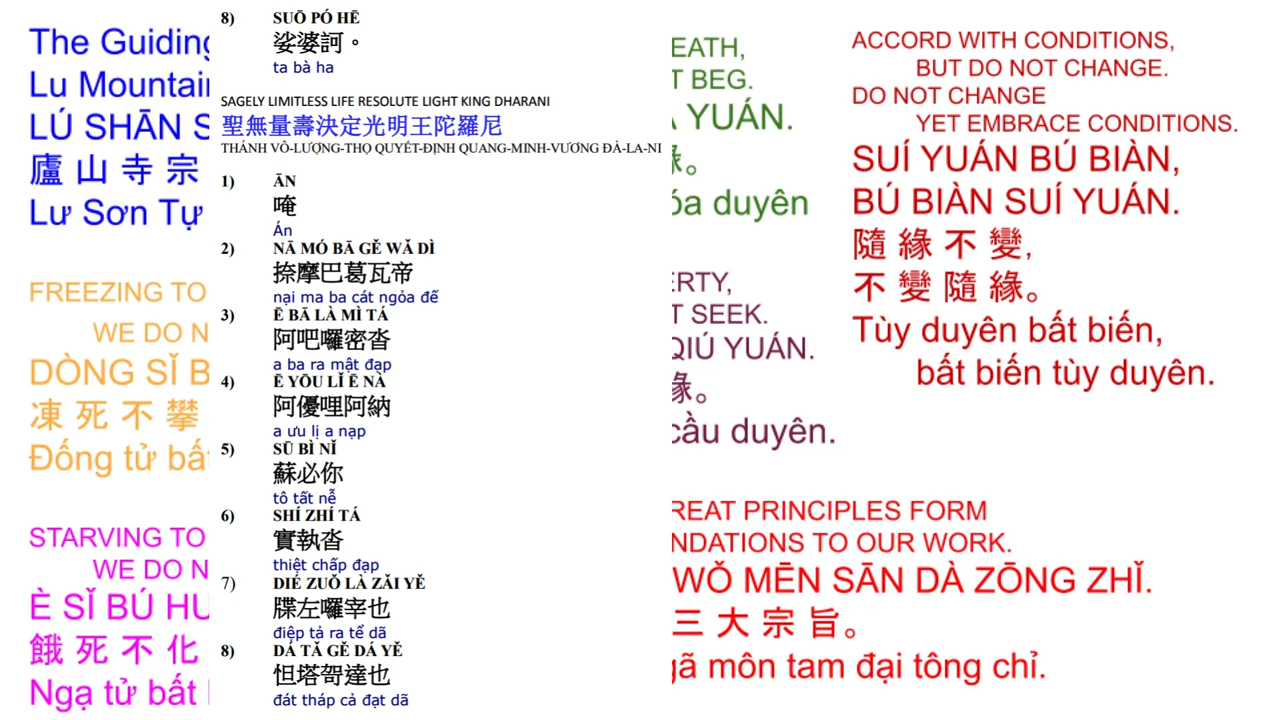 The Guiding
Lu Mountain
LÚ SHĀN S
廬 山 寺 宗
Lư Sơn Tự
FREEZING TO
WE DO N
DÒNG SǏ B
凍 死 不 攀
Đống tử bất
STARVING TO
WE DO N
È SǏ BÚ HU
餓 死 不 化
Ngạ tử bất
8) SUŌ PÓ HĒ
娑婆訶。
ta bà ha
SAGELY LIMITLESS LIFE RESOLUTE LIGHT KING DHARANI
聖無量壽決定光明王陀羅尼
THÁNH VÔ-LƯỢNG-THỌ QUYẾT-ĐỊNH QUANG-MINH-VƯƠNG ĐÀ-LA-NI
1) ĀN
唵
Án
2) NĀ MÓ BĀ GĚ WǍ DÌ
捺摩巴葛瓦帝
nại ma ba cát ngỏa đế
3) Ē BĀ LÀ MÌ TÁ
阿吧囉密沓
a ba ra mật đạp
4) Ē YŌU LǏ Ē NÀ
阿優哩阿納
a ưu lị a nạp
5) SŪ BÌ NǏ
蘇必你
tô tất nễ
6) SHÍ ZHÍ TÁ
實執沓
thiệt chấp đạp
7) DIÉ ZUǑ LÀ ZǍI YĚ
牒左囉宰也
điệp tả ra tể dã
8) DÁ TǍ GĚ DÁ YĚ
怛塔哿達也
đát tháp cả đạt dã
EATH,
T BEG.
YUÁN.
緣。
óa duyên
ERTY,
T SEEK.
QIÚ YUÁN.
緣。
cầu duyên.
ACCORD WITH CONDITIONS,
BUT DO NOT CHANGE.
DO NOT CHANGE
YET EMBRACE CONDITIONS.
SUÍ YUÁN BÚ BIÀN,
BÚ BIÀN SUÍ YUÁN.
隨 緣 不 變,
不 變 隨 緣。
Tùy duyên bất biến,
bất biến tùy duyên.
REAT PRINCIPLES FORM
NDATIONS TO OUR WORK.
WǑ MĒN SĀN DÀ ZŌNG ZHǏ.
三 大 宗 旨。
gã môn tam đại tông chỉ.